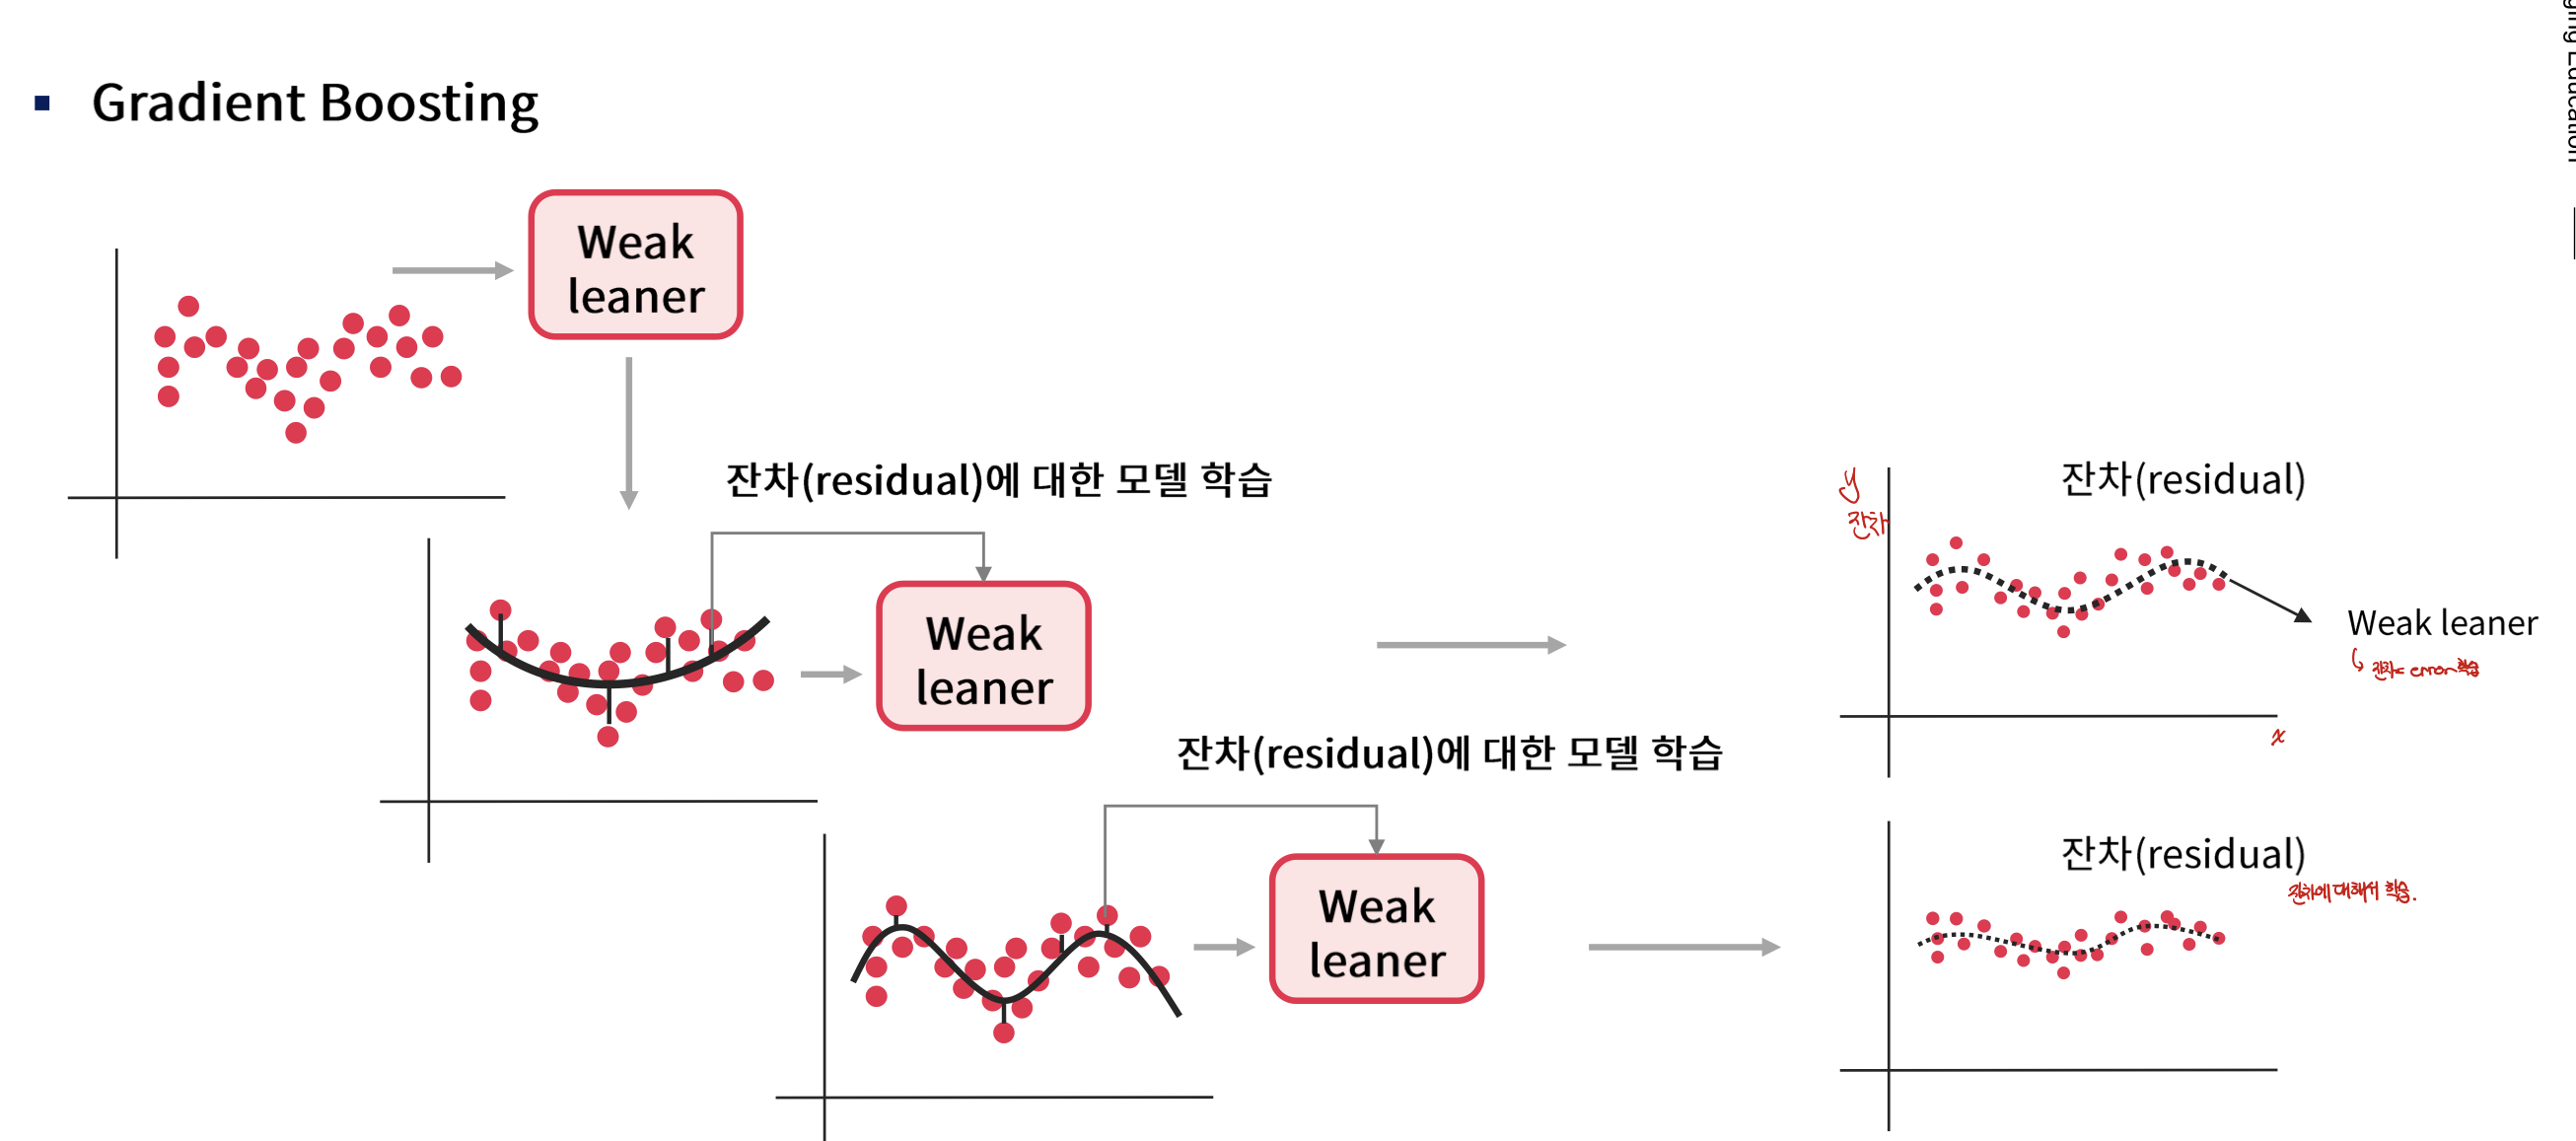 Gradient Boosting
Weak
leaner
잔차(residual)에 대한 모델 학습
Weak
leaner
잔차(residual)
y
잔차
Weak leaner
잔차 = error 학습
x
잔차(residual)에 대한 모델 학습
Weak
leaner
잔차(residual)
잔차에 대해서 학습.
Education